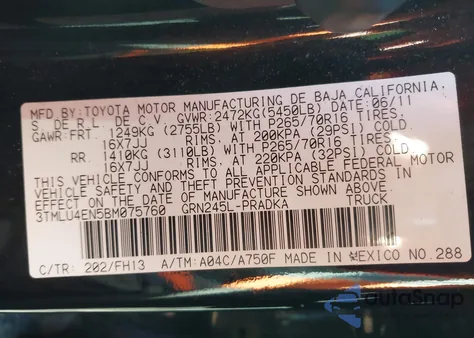 MFD.BY:TOYOTA MOTOR MANUFACTURING DE BAJA CALIFORNIA,
S. DE R.L. DE C.V. GVWR:2472KG(5450LB) DATE:06/11
GAWR:FRT. 1249KG (2755LB) WITH P265/70R16 TIRES,
16X7JJ RIMS, AT 200KPA (29PSI) COLD
RR. 1410KG (3110LB) WITH P265/70R16 TIRES,
16X7JJ RIMS, AT 220KPA (32PSI) COLD
THIS VEHICLE CONFORMS TO ALL APPLICABLE FEDERAL MOTOR
VEHICLE SAFETY AND THEFT PREVENTION STANDARDS IN
EFFECT ON THE DATE OF MANUFACTURE SHOWN ABOVE.
3TMLU4EN5BM075760 GRN245L-PRADKA TRUCK
C/TR: 202/FH13 A/TM:A04C/A750F MADE IN MEXICO NO.288
autoSnap